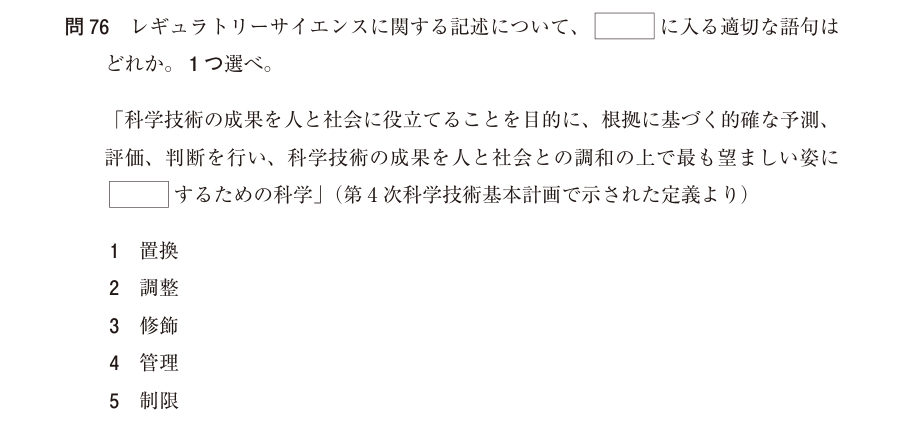 問76 レギュラトリーサイエンスに関する記述について、 に入る適切な語句は
どれか。1つ選べ。
「科学技術の成果を人と社会に役立てることを目的に、根拠に基づく的確な予測、
評価、判断を行い、科学技術の成果を人と社会との調和の上で最も望ましい姿に
するための科学」(第4次科学技術基本計画で示された定義より)
1 置換
2 調整
3 修飾
4 管理
5 制限